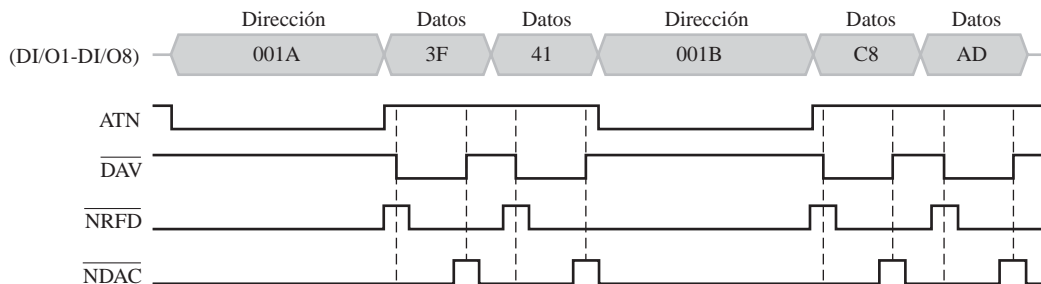 Dirección Datos Datos Dirección Datos Datos
(DI/O1-DI/O8) 001A 3F 41 001B C8 AD
ATN
DAV
NRFD
NDAC